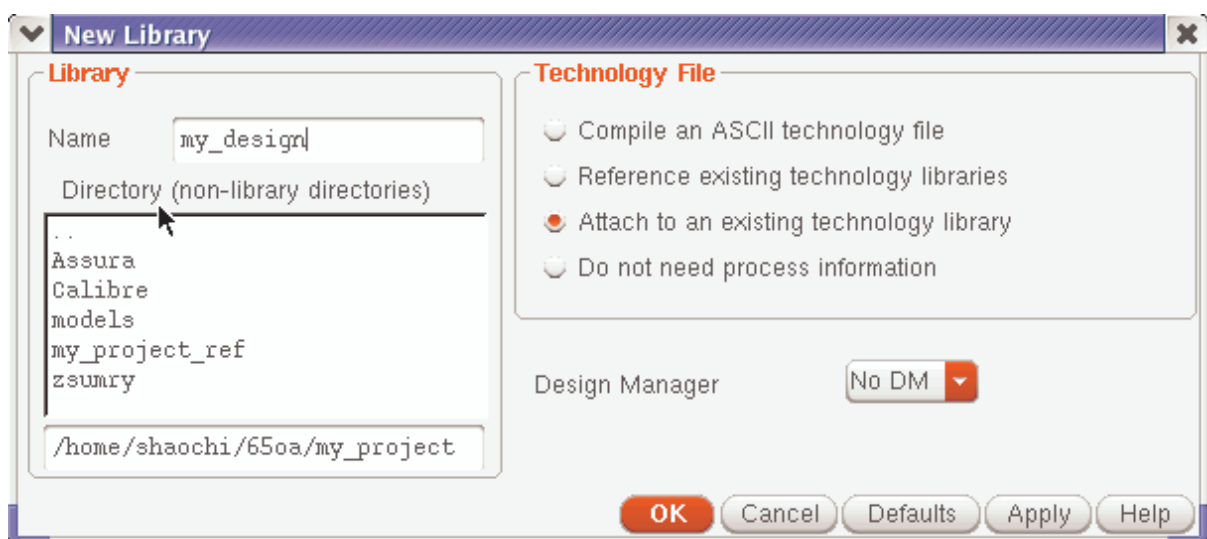 New Library
Library
Name my_design
Directory (non-library directories)
..
Assura
Calibre
models
my_project_ref
zsumry
/home/shaochi/65oa/my_project
Technology File
Compile an ASCII technology file
Reference existing technology libraries
Attach to an existing technology library
Do not need process information
Design Manager No DM
OK Cancel Defaults Apply Help